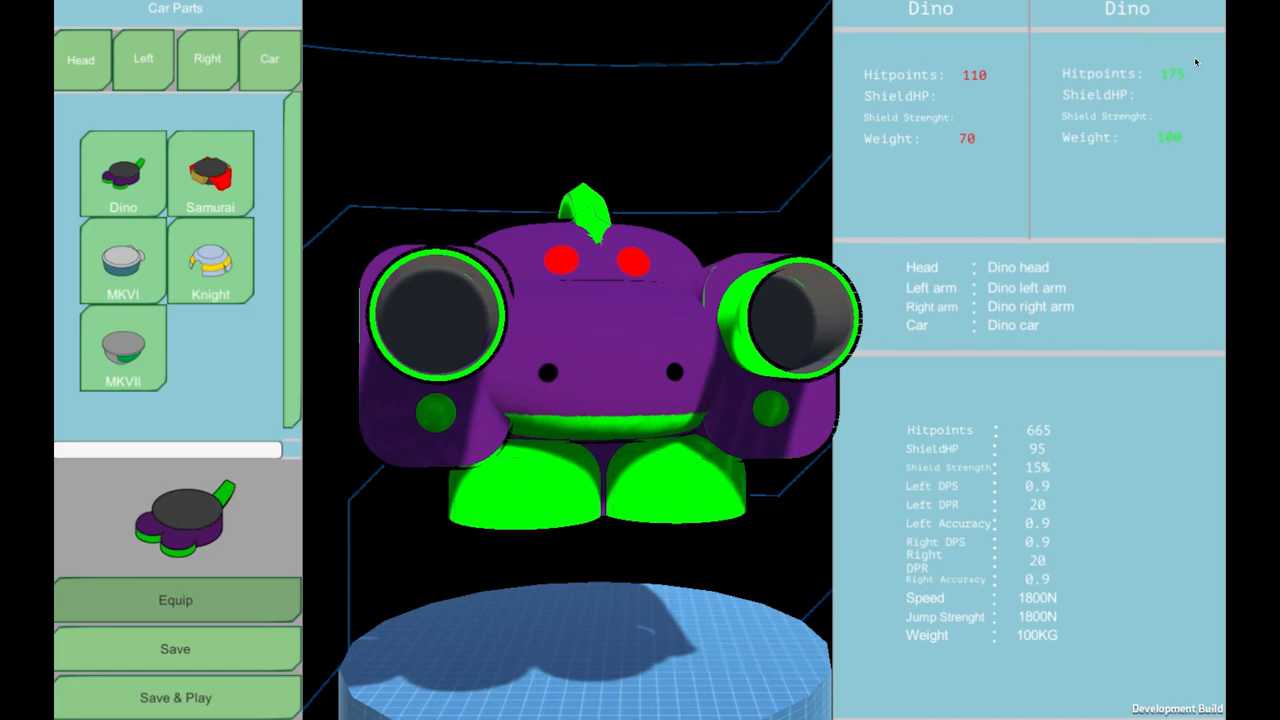 Car Parts
Head
Left
Right
Car
Dino
Samurai
MKVI
Knight
MKVII
Equip
Save
Save & Play
Dino
Dino
Hitpoints: 110
ShieldHP:
Shield Strenght:
Weight: 70
Hitpoints: 175
ShieldHP:
Shield Strenght:
Weight: 100
Head : Dino head
Left arm : Dino left arm
Right arm : Dino right arm
Car : Dino car
Hitpoints : 665
ShieldHP : 95
Shield Strength : 15%
Left DPS : 0.9
Left DPR : 20
Left Accuracy : 0.9
Right DPS : 0.9
Right
DPR : 20
Right Accuracy : 0.9
Speed : 1800N
Jump Strenght : 1800N
Weight : 100KG
Development Build